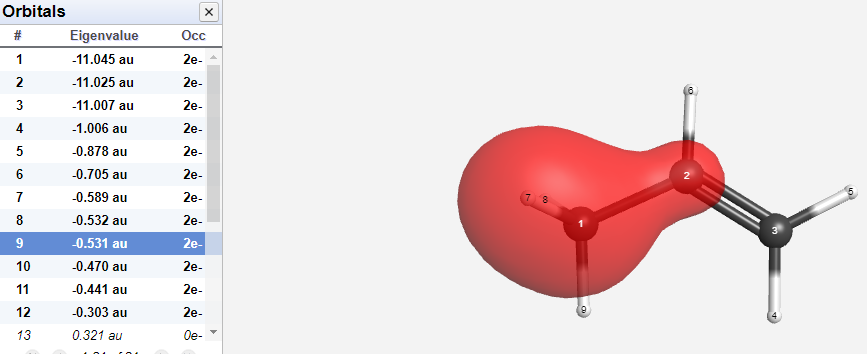 Orbitals ×
# Eigenvalue Occ
1 -11.045 au 2e-
2 -11.025 au 2e-
3 -11.007 au 2e-
4 -1.006 au 2e-
5 -0.878 au 2e-
6 -0.705 au 2e-
7 -0.589 au 2e-
8 -0.532 au 2e-
9 -0.531 au 2e-
10 -0.470 au 2e-
11 -0.441 au 2e-
12 -0.303 au 2e-
13 0.321 au 0e-
6
2
5
7 8
1
3
9
4